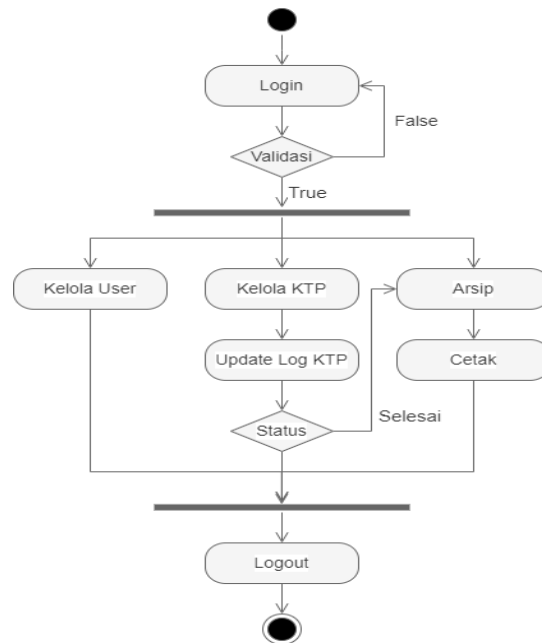 Login
False
Validasi
True
Kelola User
Kelola KTP
Arsip
Update Log KTP
Cetak
Selesai
Status
Logout